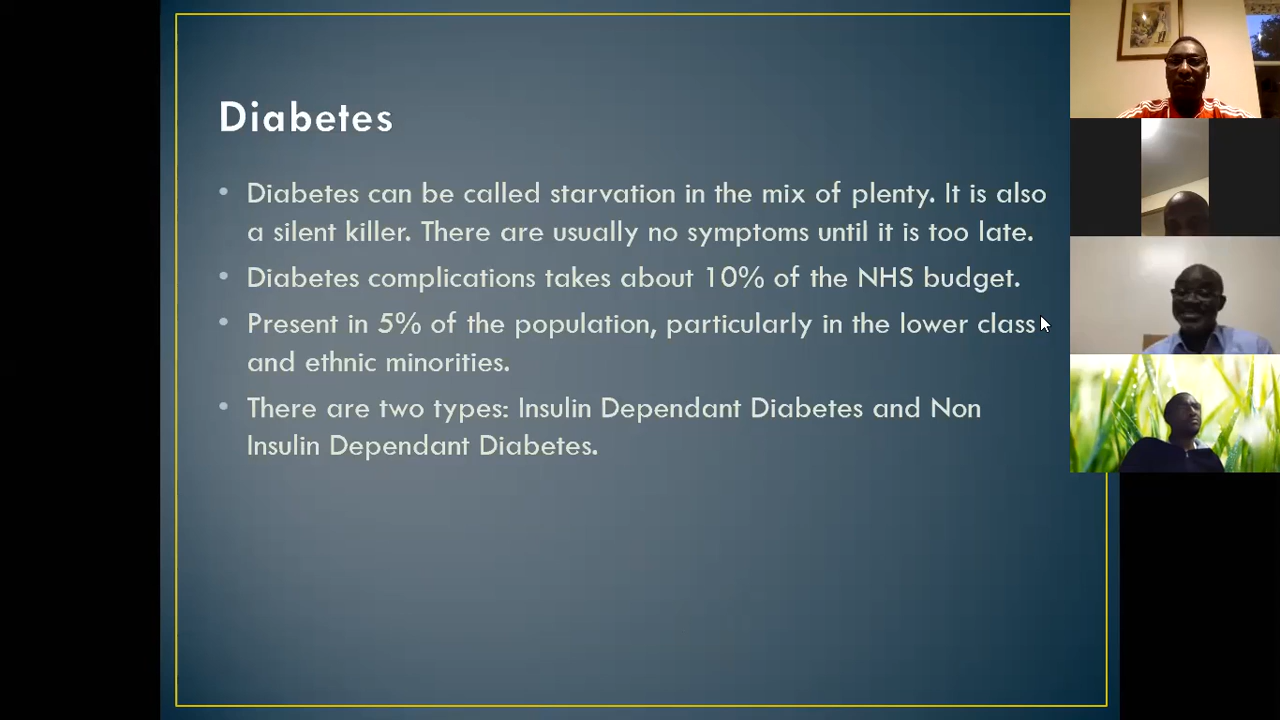 Diabetes
Diabetes can be called starvation in the mix of plenty. It is also
a silent killer. There are usually no symptoms until it is too late.
Diabetes complications takes about 10% of the NHS budget.
Present in 5% of the population, particularly in the lower class
and ethnic minorities.
There are two types: Insulin Dependant Diabetes and Non
Insulin Dependant Diabetes.